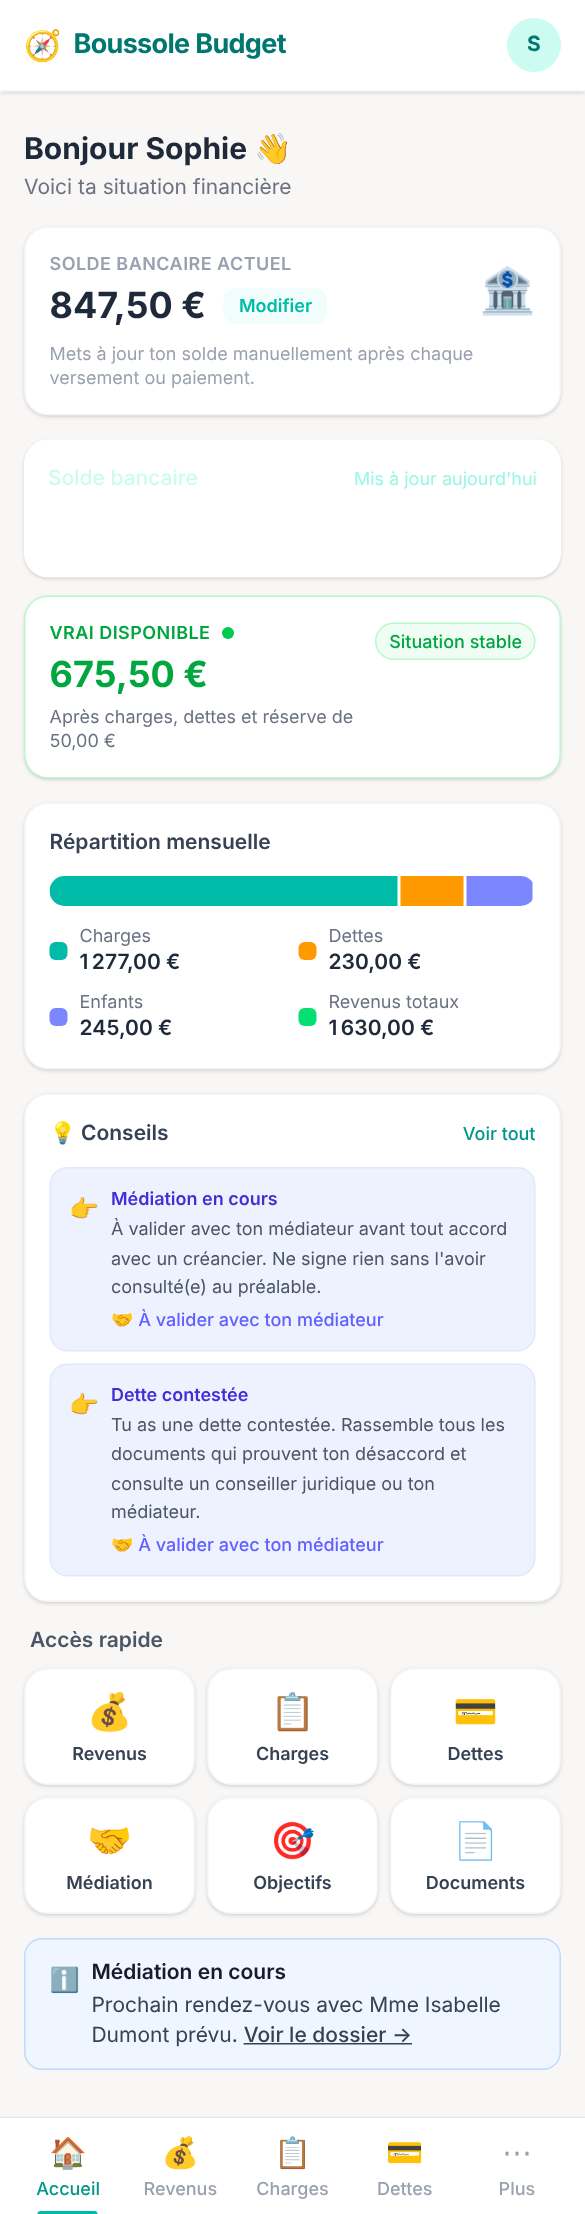 Boussole Budget
S
Bonjour Sophie 👋
Voici ta situation financière
SOLDE BANCAIRE ACTUEL
847,50 €
Modifier
Mets à jour ton solde manuellement après chaque
versement ou paiement.
Solde bancaire
Mis à jour aujourd'hui
VRAI DISPONIBLE
Situation stable
675,50 €
Après charges, dettes et réserve de
50,00 €
Répartition mensuelle
Charges
1 277,00 €
Dettes
230,00 €
Enfants
245,00 €
Revenus totaux
1 630,00 €
💡 Conseils
Voir tout
👉 Médiation en cours
À valider avec ton médiateur avant tout accord
avec un créancier. Ne signe rien sans l'avoir
consulté(e) au préalable.
🤝 À valider avec ton médiateur
👉 Dette contestée
Tu as une dette contestée. Rassemble tous les
documents qui prouvent ton désaccord et
consulte un conseiller juridique ou ton
médiateur.
🤝 À valider avec ton médiateur
Accès rapide
Revenus
Charges
Dettes
Médiation
Objectifs
Documents
ℹ️ Médiation en cours
Prochain rendez-vous avec Mme Isabelle
Dumont prévu. Voir le dossier →
Accueil
Revenus
Charges
Dettes
Plus